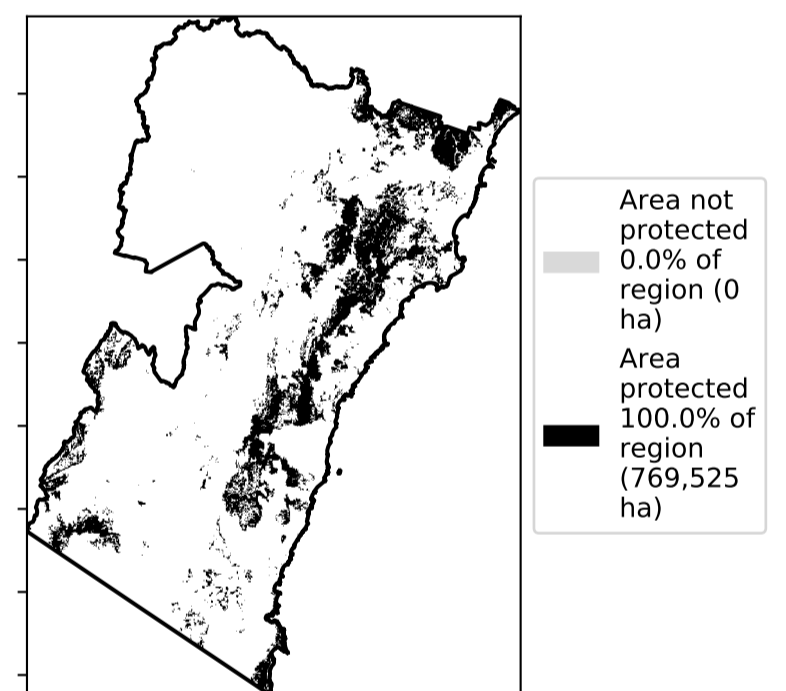 Area not
protected
0.0% of
region (0
ha)
Area
protected
100.0% of
region
(769,525
ha)